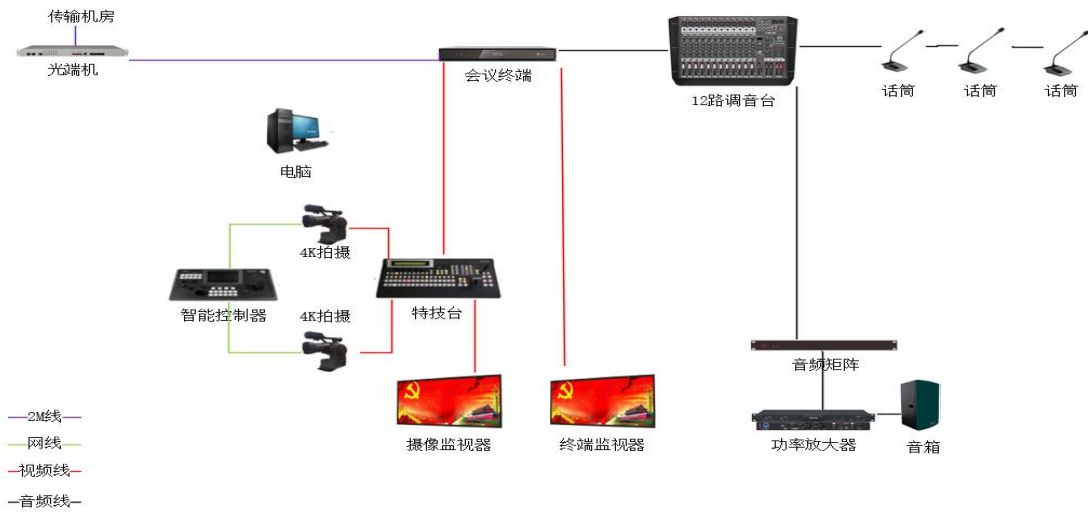 传输机房
光端机
会议终端
12路调音台
话筒
话筒
话筒
电脑
4K拍摄
智能控制器
4K拍摄
特技台
音频矩阵
摄像监视器
终端监视器
功率放大器
音箱
2M线
网线
视频线
音频线